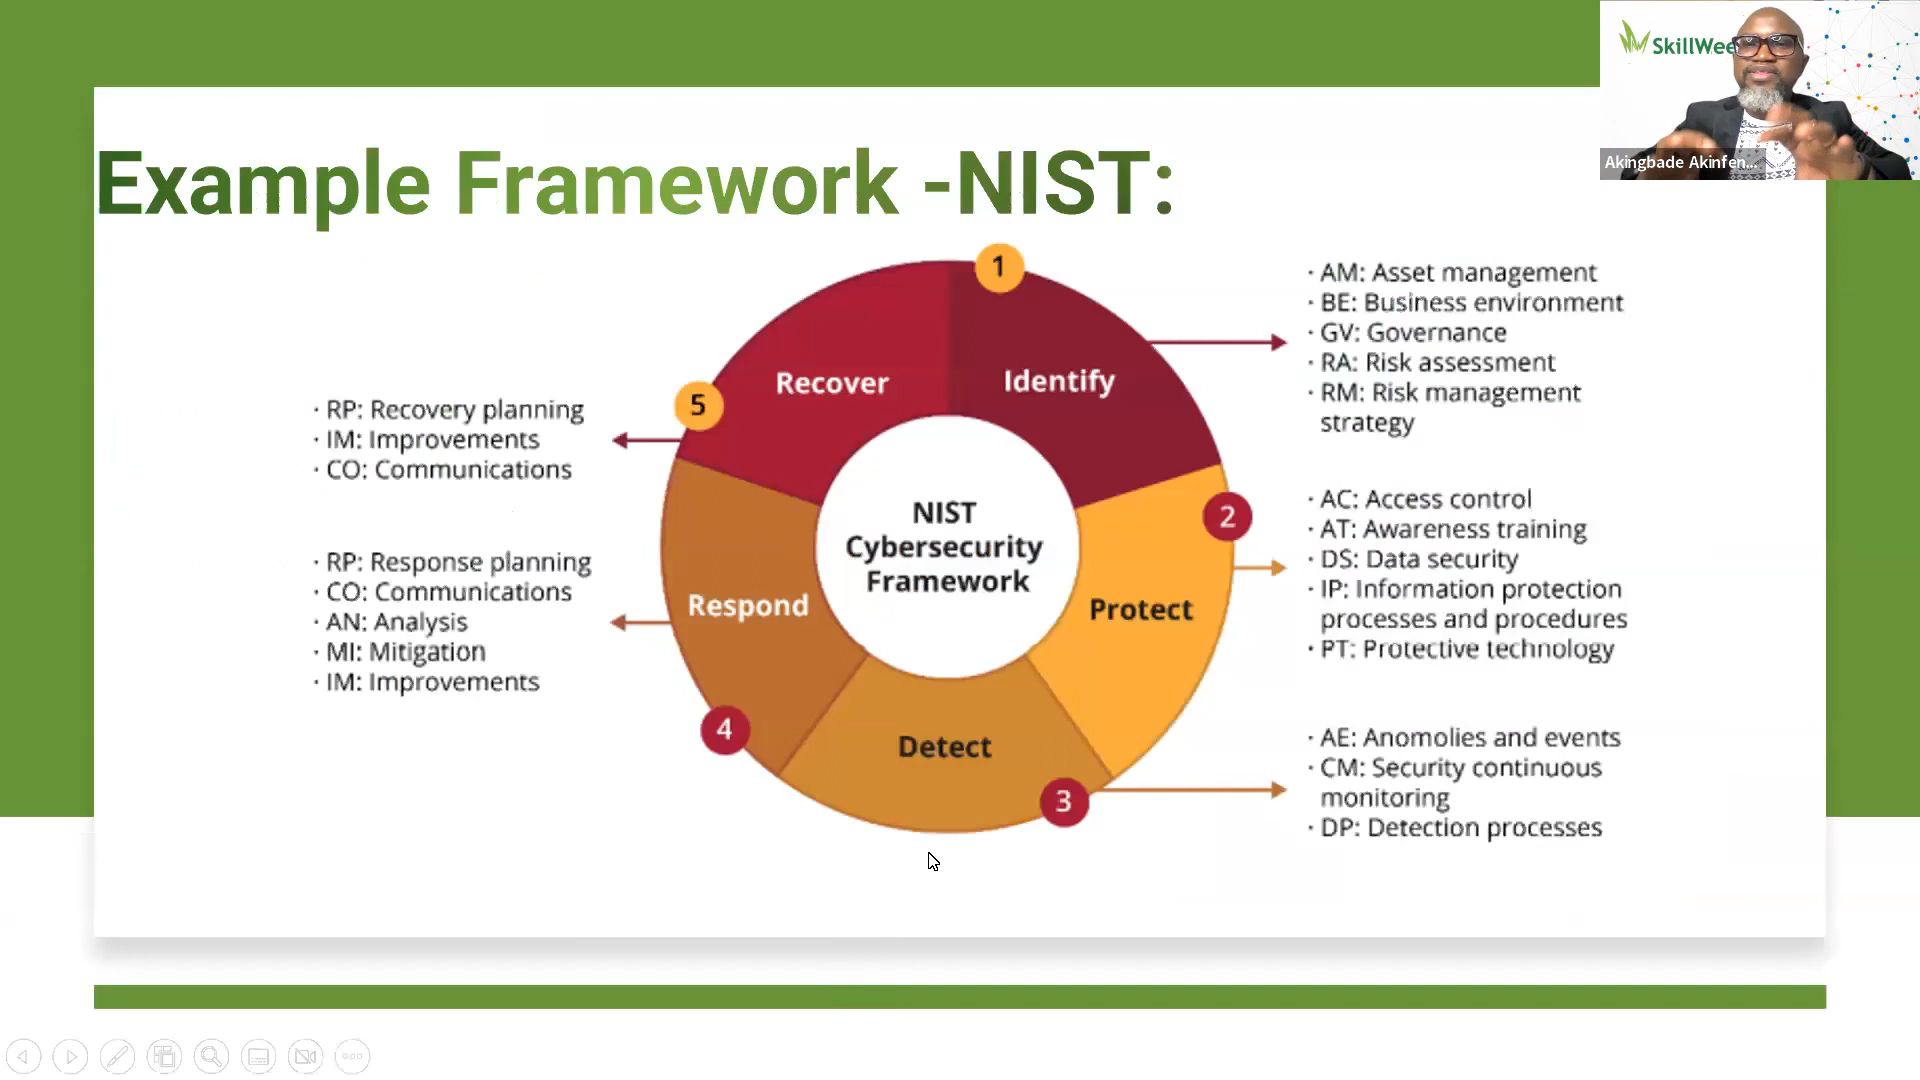 SkillWee
Akingbade Akinfen...
Example Framework -NIST:
1
Identify
· AM: Asset management
· BE: Business environment
· GV: Governance
· RA: Risk assessment
· RM: Risk management
strategy
2
Protect
· AC: Access control
· AT: Awareness training
· DS: Data security
· IP: Information protection
processes and procedures
· PT: Protective technology
3
Detect
· AE: Anomolies and events
· CM: Security continuous
monitoring
· DP: Detection processes
4
Respond
· RP: Response planning
· CO: Communications
· AN: Analysis
· MI: Mitigation
· IM: Improvements
5
Recover
· RP: Recovery planning
· IM: Improvements
· CO: Communications
NIST
Cybersecurity
Framework